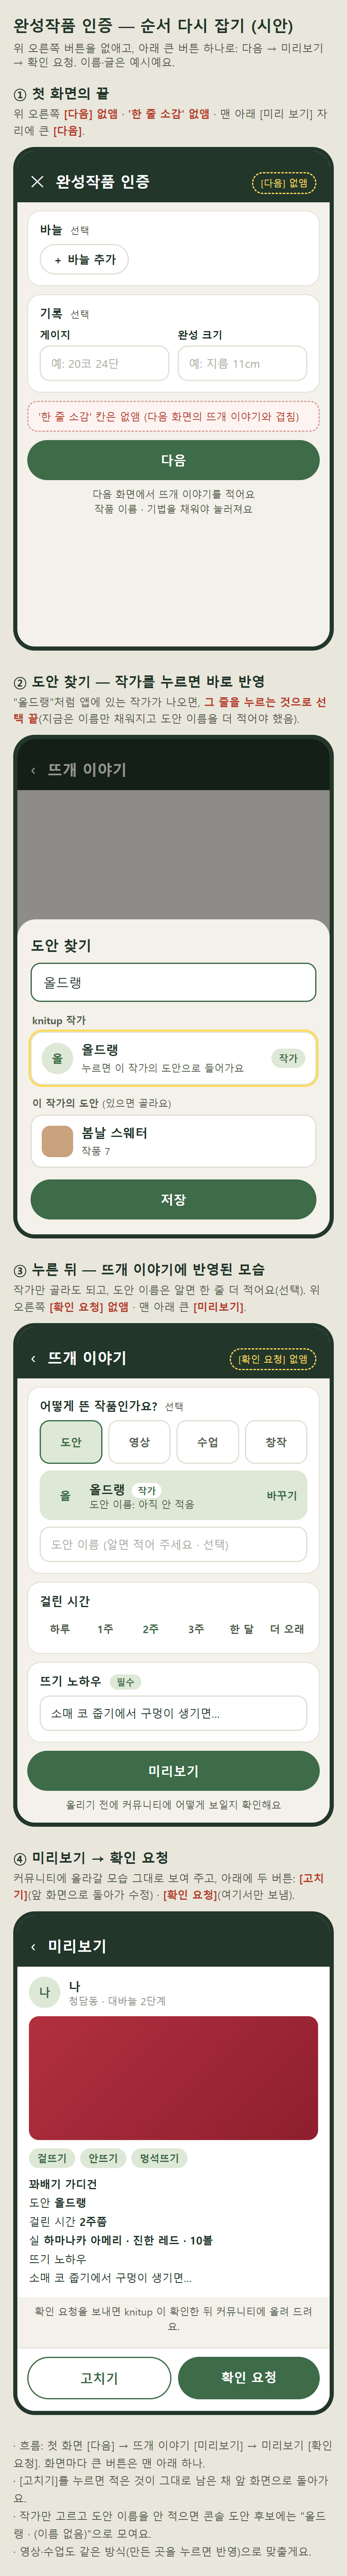 완성작품 인증 — 순서 다시 잡기 (시안)
위 오른쪽 버튼을 없애고, 아래 큰 버튼 하나로: 다음 → 미리보기
→ 확인 요청. 이름·글은 예시예요.
① 첫 화면의 끝
위 오른쪽 [다음] 없앰 · '한 줄 소감' 없앰 · 맨 아래 [미리 보기] 자
리에 큰 [다음].
완성작품 인증
[다음] 없앰
바늘 선택
+ 바늘 추가
기록 선택
게이지
완성 크기
예: 20코 24단
예: 지름 11cm
'한 줄 소감' 칸은 없앰 (다음 화면의 뜨개 이야기와 겹침)
다음
다음 화면에서 뜨개 이야기를 적어요
작품 이름 · 기법을 채워야 눌러져요
② 도안 찾기 — 작가를 누르면 바로 반영
"올드랭"처럼 앱에 있는 작가가 나오면, 그 줄을 누르는 것으로 선
택 끝(지금은 이름만 채워지고 도안 이름을 더 적어야 했음).
‹ 뜨개 이야기
도안 찾기
올드랭
knitup 작가
올
올드랭
누르면 이 작가의 도안으로 들어가요
작가
이 작가의 도안 (있으면 골라요)
봄날 스웨터
작품 7
저장
③ 누른 뒤 — 뜨개 이야기에 반영된 모습
작가만 골라도 되고, 도안 이름은 알면 한 줄 더 적어요(선택). 위
오른쪽 [확인 요청] 없앰 · 맨 아래 큰 [미리보기].
‹ 뜨개 이야기
[확인 요청] 없앰
어떻게 뜬 작품인가요? 선택
도안
영상
수업
창작
올
올드랭 작가
도안 이름: 아직 안 적음
바꾸기
도안 이름 (알면 적어 주세요 · 선택)
걸린 시간
하루 1주 2주 3주 한 달 더 오래
뜨기 노하우 필수
소매 코 줍기에서 구멍이 생기면...
미리보기
올리기 전에 커뮤니티에 어떻게 보일지 확인해요
④ 미리보기 → 확인 요청
커뮤니티에 올라갈 모습 그대로 보여 주고, 아래에 두 버튼: [고치
기](앞 화면으로 돌아가 수정) · [확인 요청](여기서만 보냄).
‹ 미리보기
나
나
청담동 · 대바늘 2단계
겉뜨기 안뜨기 멍석뜨기
꽈배기 가디건
도안 올드랭
걸린 시간 2주쯤
실 하마나카 아메리 · 진한 레드 · 10볼
뜨기 노하우
소매 코 줍기에서 구멍이 생기면...
확인 요청을 보내면 knitup 이 확인한 뒤 커뮤니티에 올려 드려
요.
고치기
확인 요청
· 흐름: 첫 화면 [다음] → 뜨개 이야기 [미리보기] → 미리보기 [확인
요청]. 화면마다 큰 버튼은 맨 아래 하나.
· [고치기]를 누르면 적은 것이 그대로 남은 채 앞 화면으로 돌아가
요.
· 작가만 고르고 도안 이름을 안 적으면 콘솔 도안 후보에는 "올드
랭 · (이름 없음)"으로 모여요.
· 영상·수업도 같은 방식(만든 곳을 누르면 반영)으로 맞출게요.